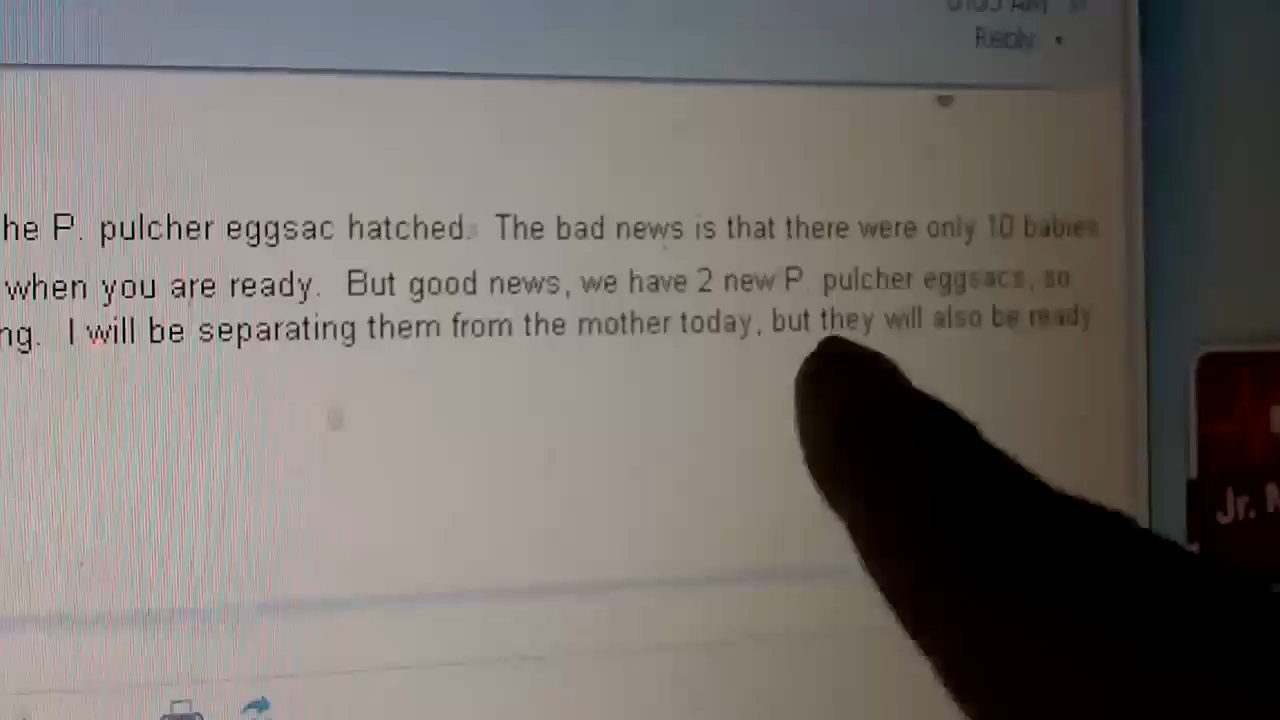 Reply
he P. pulcher eggsac hatched. The bad news is that there were only 10 babies
when you are ready. But good news, we have 2 new P. pulcher eggsacs, so
ng. I will be separating them from the mother today, but they will also be ready
Jr.